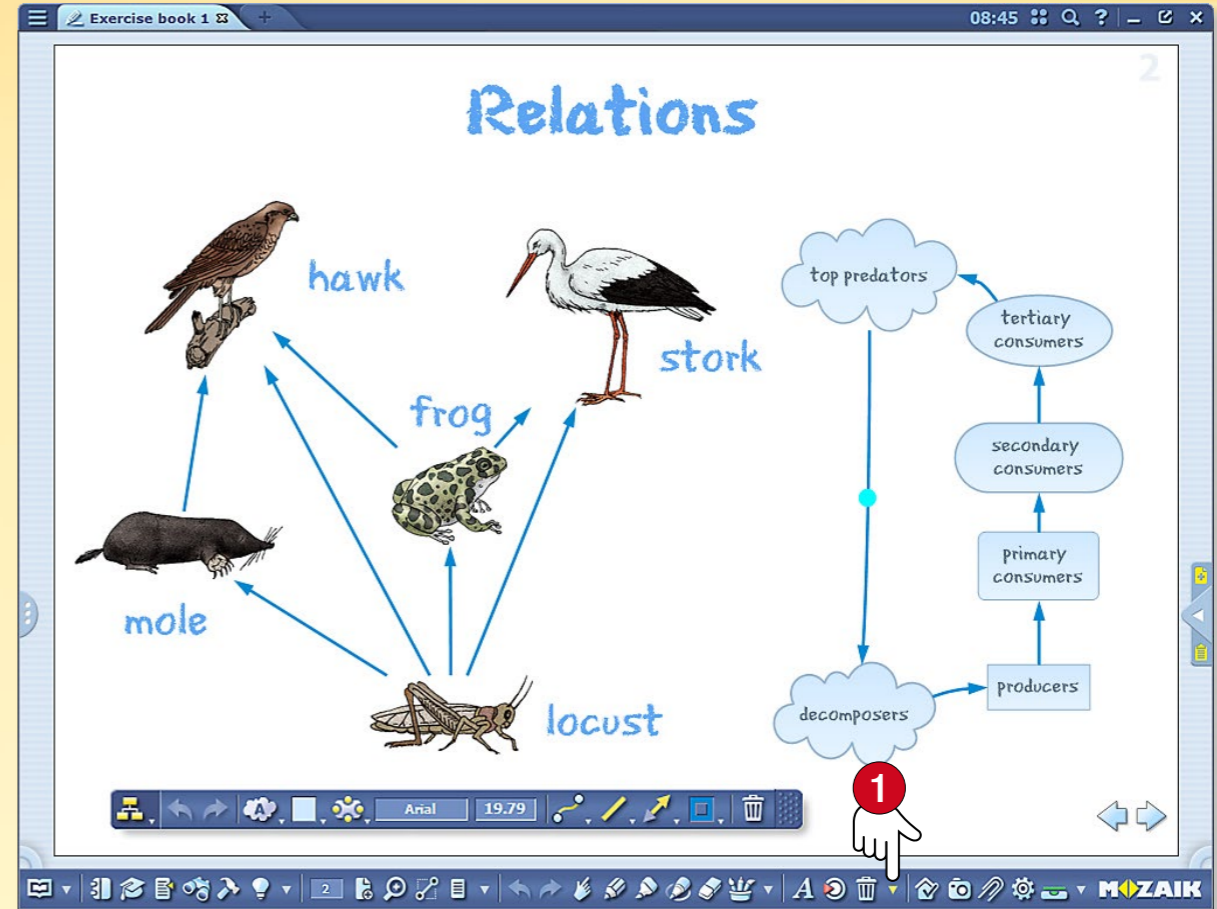 Exercise book 1
08:45
2
Relations
hawk
stork
frog
mole
locust
top predators
tertiary
consumers
secondary
consumers
primary
consumers
producers
decomposers
1
A
Arial
19.79
2
A
MOZAIK